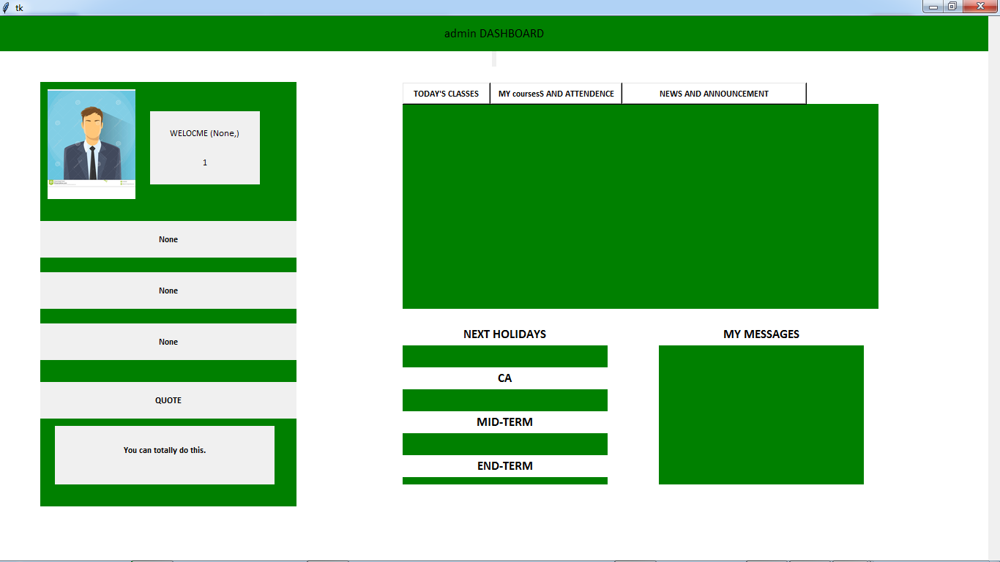 tk
admin DASHBOARD
WELOCME (None,)
1
None
None
None
QUOTE
You can totally do this.
TODAY'S CLASSES
MY coursesS AND ATTENDENCE
NEWS AND ANNOUNCEMENT
NEXT HOLIDAYS
CA
MID-TERM
END-TERM
MY MESSAGES